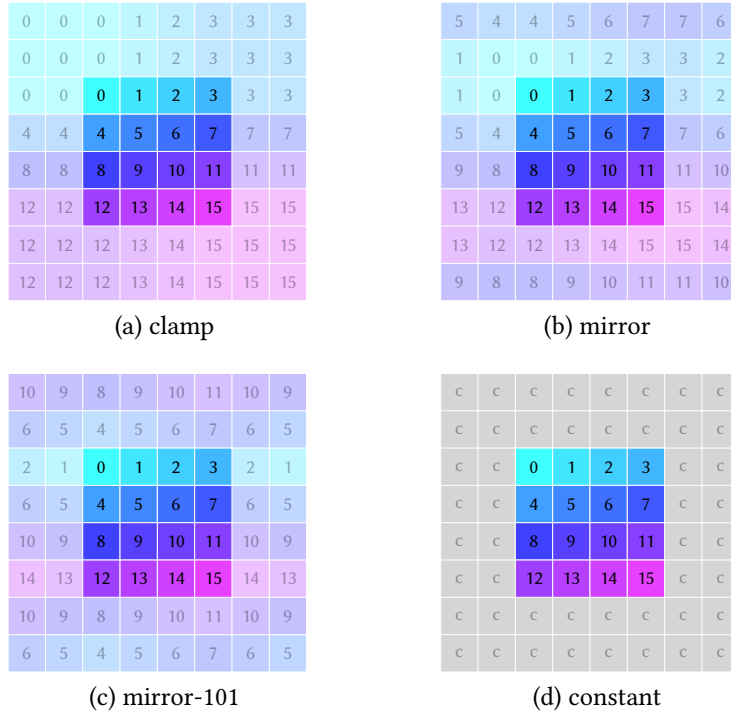 0 0 0 1 2 3 3 3
0 0 0 1 2 3 3 3
0 0 0 1 2 3 3 3
4 4 4 5 6 7 7 7
8 8 8 9 10 11 11 11
12 12 12 13 14 15 15 15
12 12 12 13 14 15 15 15
12 12 12 13 14 15 15 15
(a) clamp
5 4 4 5 6 7 7 6
1 0 0 1 2 3 3 2
1 0 0 1 2 3 3 2
5 4 4 5 6 7 7 6
9 8 8 9 10 11 11 10
13 12 12 13 14 15 15 14
13 12 12 13 14 15 15 14
9 8 8 9 10 11 11 10
(b) mirror
10 9 8 9 10 11 10 9
6 5 4 5 6 7 6 5
2 1 0 1 2 3 2 1
6 5 4 5 6 7 6 5
10 9 8 9 10 11 10 9
14 13 12 13 14 15 14 13
10 9 8 9 10 11 10 9
6 5 4 5 6 7 6 5
(c) mirror-101
c c c c c c c c
c c c c c c c c
c c 0 1 2 3 c c
c c 4 5 6 7 c c
c c 8 9 10 11 c c
c c 12 13 14 15 c c
c c c c c c c c
c c c c c c c c
(d) constant